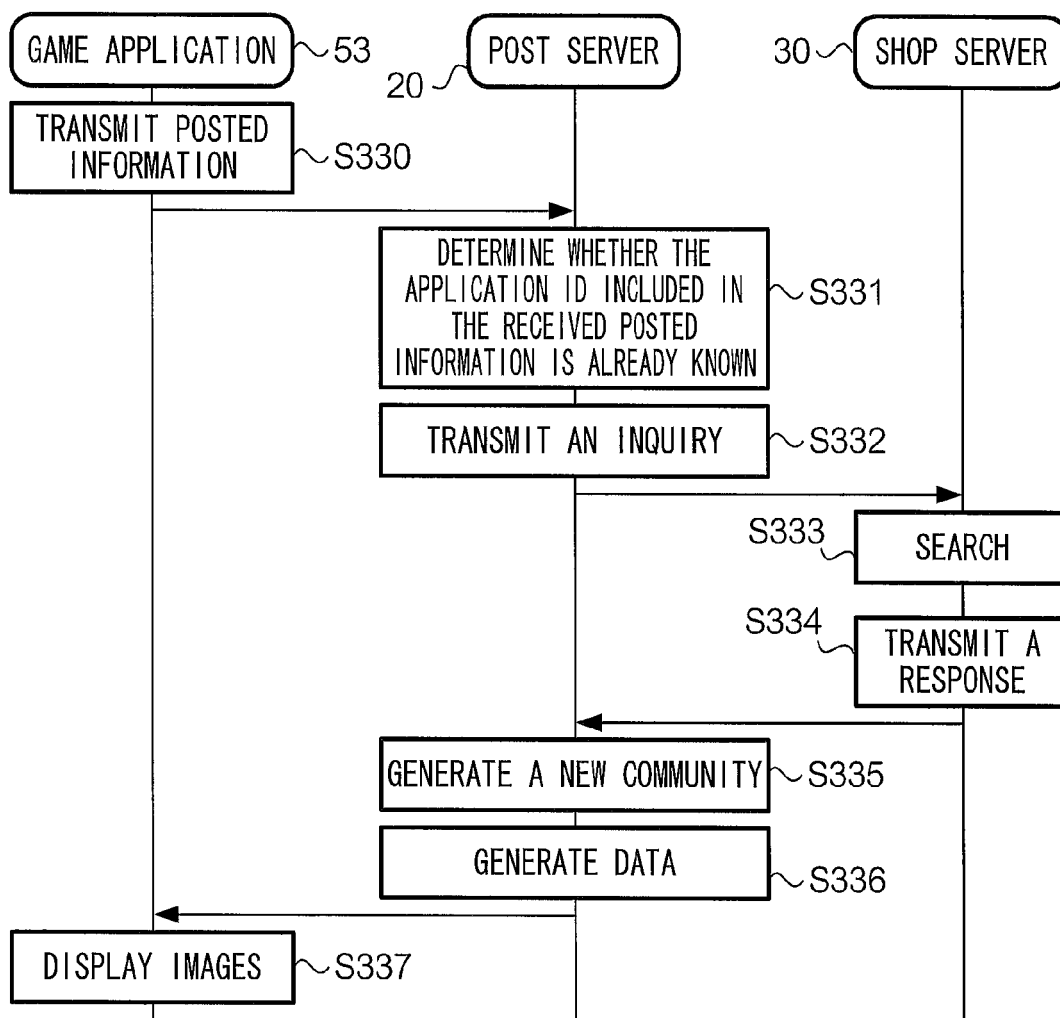 GAME APPLICATION
53
POST SERVER
20
30
SHOP SERVER
TRANSMIT POSTED
INFORMATION
S330
DETERMINE WHETHER THE
APPLICATION ID INCLUDED IN
THE RECEIVED POSTED
INFORMATION IS ALREADY KNOWN
S331
TRANSMIT AN INQUIRY
S332
S333
SEARCH
S334
TRANSMIT A
RESPONSE
GENERATE A NEW COMMUNITY
S335
GENERATE DATA
S336
DISPLAY IMAGES
S337